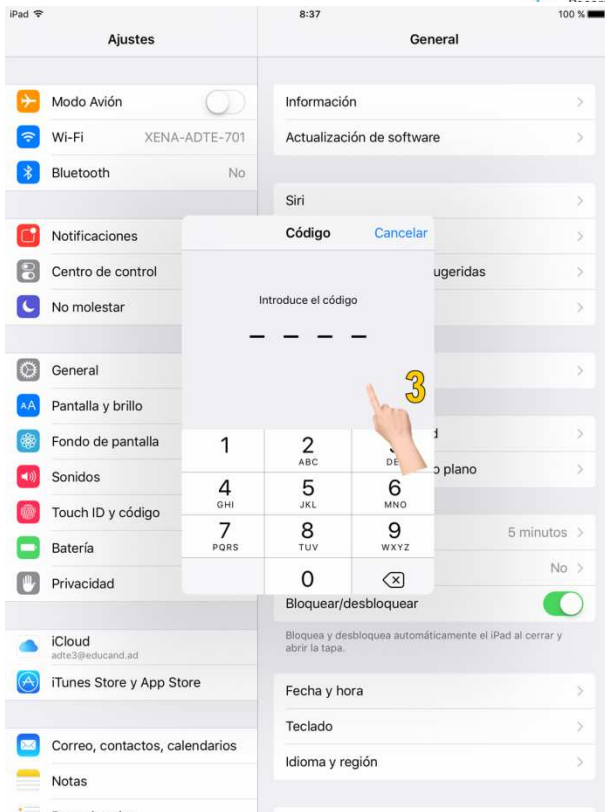 iPad 8:37 100 %
Ajustes
General
Modo Avión
Wi-Fi XENA-ADTE-701
Bluetooth No
Notificaciones
Centro de control
No molestar
General
Pantalla y brillo
Fondo de pantalla
Sonidos
Touch ID y código
Batería
Privacidad
iCloud
adte3@educand.ad
iTunes Store y App Store
Correo, contactos, calendarios
Notas
Información
Actualización de software
Siri
ugeridas
o plano
5 minutos
No
Bloquear/desbloquear
Bloquea y desbloquea automáticamente el iPad al cerrar y
abrir la tapa.
Fecha y hora
Teclado
Idioma y región
Código Cancelar
Introduce el código
3
1 2
ABC DE
4 5 6
GHI JKL MNO
7 8 9
PQRS TUV WXYZ
0